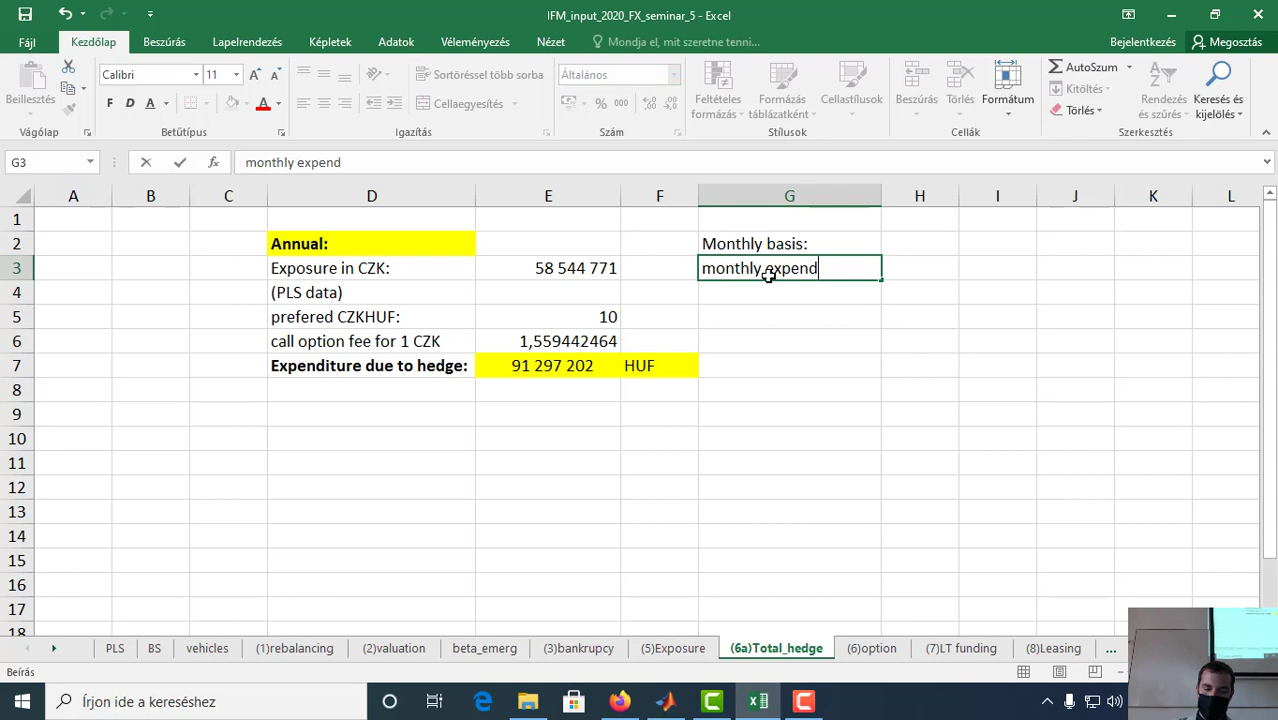 IFM_input_2020_FX_seminar_5 - Excel
Fájl
Kezdőlap
Beszúrás
Lapelrendezés
Képletek
Adatok
Véleményezés
Nézet
Mondja el, mit szeretne tenni...
Bejelentkezés
Megosztás
Beillesztés
Calibri
11
F D A
Sortöréssel több sorba
Cellaegyesítés
Általános
% 000
Feltételes formázás
Formázás táblázatként
Cellastílusok
Beszúrás
Törlés
Formátum
AutoSzum
Kitöltés
Törlés
Rendezés és szűrés
Keresés és kijelölés
Vágólap
Betűtípus
Igazítás
Szám
Stílusok
Cellák
Szerkesztés
G3
fx
monthly expend
A B C D E F G H I J K L
1
2 Annual: Monthly basis:
3 Exposure in CZK: 58 544 771 monthly expend
4 (PLS data)
5 prefered CZKHUF: 10
6 call option fee for 1 CZK 1,559442464
7 Expenditure due to hedge: 91 297 202 HUF
8
9
10
11
12
13
14
15
16
17
18
PLS
BS
vehicles
(1)rebalancing
(2)valuation
beta_emerg
(3)bankrupcy
(5)Exposure
(6a)Total_hedge
(6)option
(7)LT funding
(8)Leasing
...
Beírás
Írjon ide a kereséshez